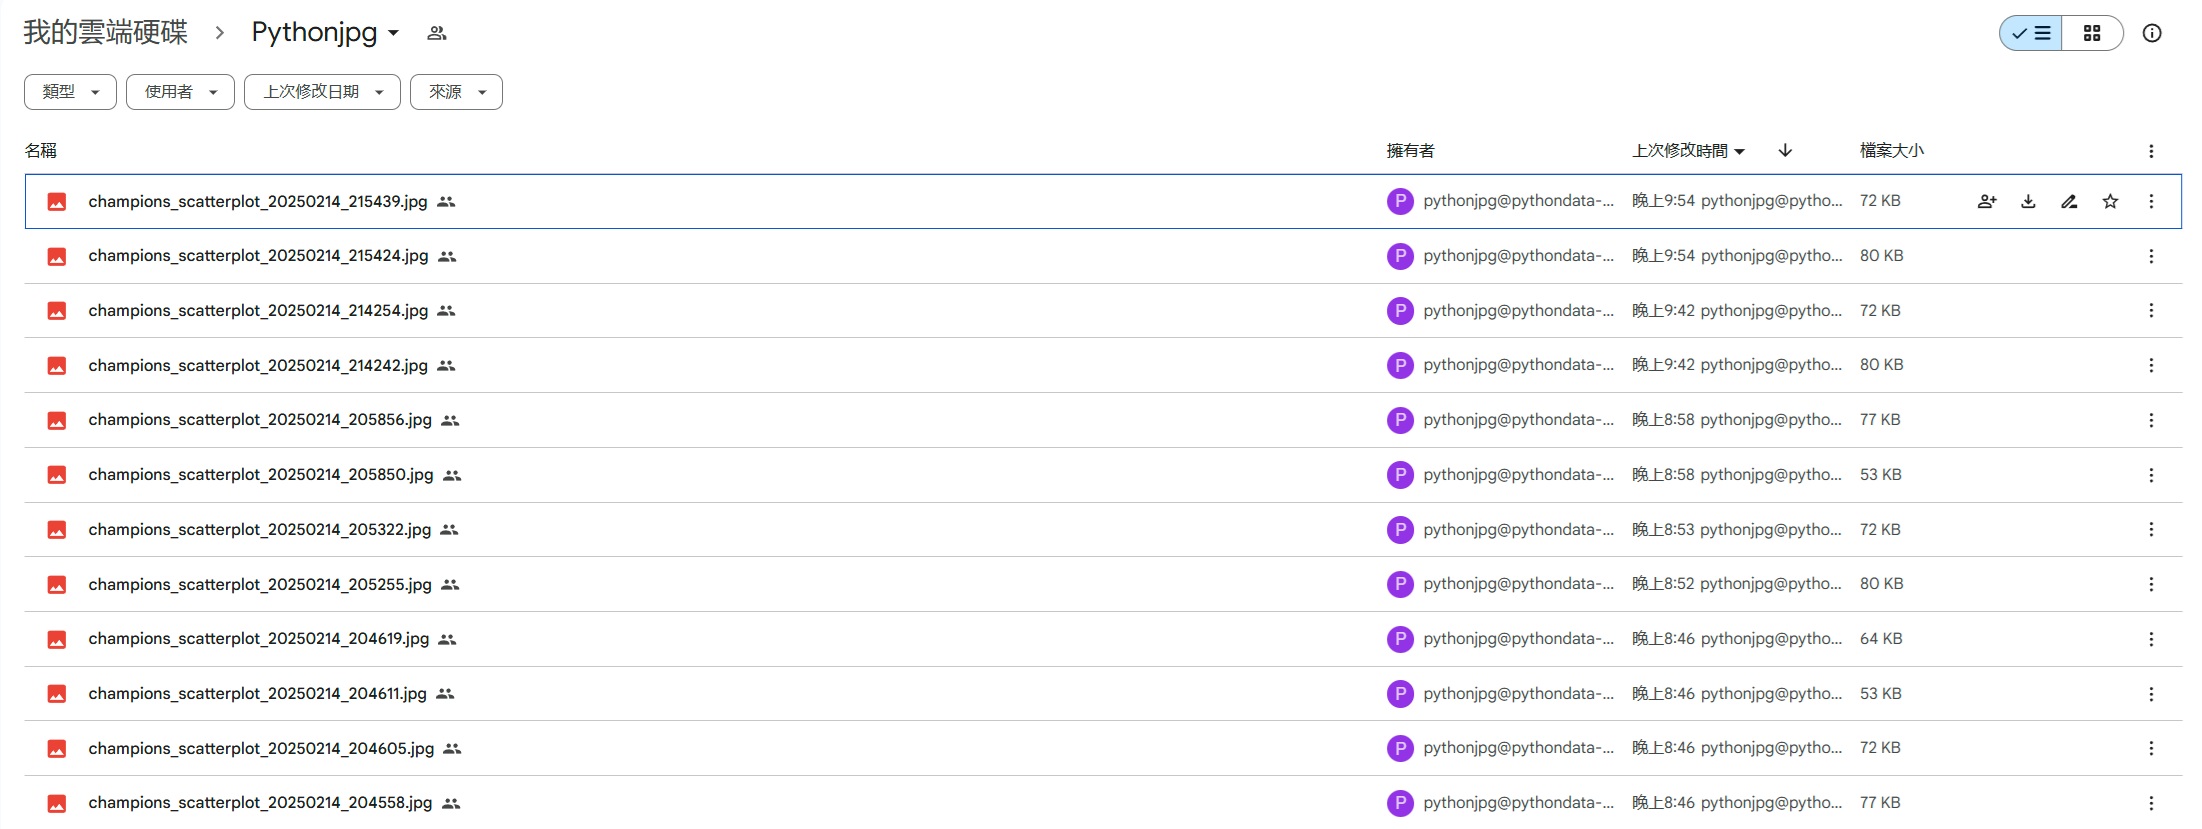 我的雲端硬碟 > Pythonjpg
類型 使用者 上次修改日期 來源
名稱 擁有者 上次修改時間 檔案大小
champions_scatterplot_20250214_215439.jpg P pythonjpg@pythondata-... 晚上9:54 pythonjpg@pytho... 72 KB
champions_scatterplot_20250214_215424.jpg P pythonjpg@pythondata-... 晚上9:54 pythonjpg@pytho... 80 KB
champions_scatterplot_20250214_214254.jpg P pythonjpg@pythondata-... 晚上9:42 pythonjpg@pytho... 72 KB
champions_scatterplot_20250214_214242.jpg P pythonjpg@pythondata-... 晚上9:42 pythonjpg@pytho... 80 KB
champions_scatterplot_20250214_205856.jpg P pythonjpg@pythondata-... 晚上8:58 pythonjpg@pytho... 77 KB
champions_scatterplot_20250214_205850.jpg P pythonjpg@pythondata-... 晚上8:58 pythonjpg@pytho... 53 KB
champions_scatterplot_20250214_205322.jpg P pythonjpg@pythondata-... 晚上8:53 pythonjpg@pytho... 72 KB
champions_scatterplot_20250214_205255.jpg P pythonjpg@pythondata-... 晚上8:52 pythonjpg@pytho... 80 KB
champions_scatterplot_20250214_204619.jpg P pythonjpg@pythondata-... 晚上8:46 pythonjpg@pytho... 64 KB
champions_scatterplot_20250214_204611.jpg P pythonjpg@pythondata-... 晚上8:46 pythonjpg@pytho... 53 KB
champions_scatterplot_20250214_204605.jpg P pythonjpg@pythondata-... 晚上8:46 pythonjpg@pytho... 72 KB
champions_scatterplot_20250214_204558.jpg P pythonjpg@pythondata-... 晚上8:46 pythonjpg@pytho... 77 KB